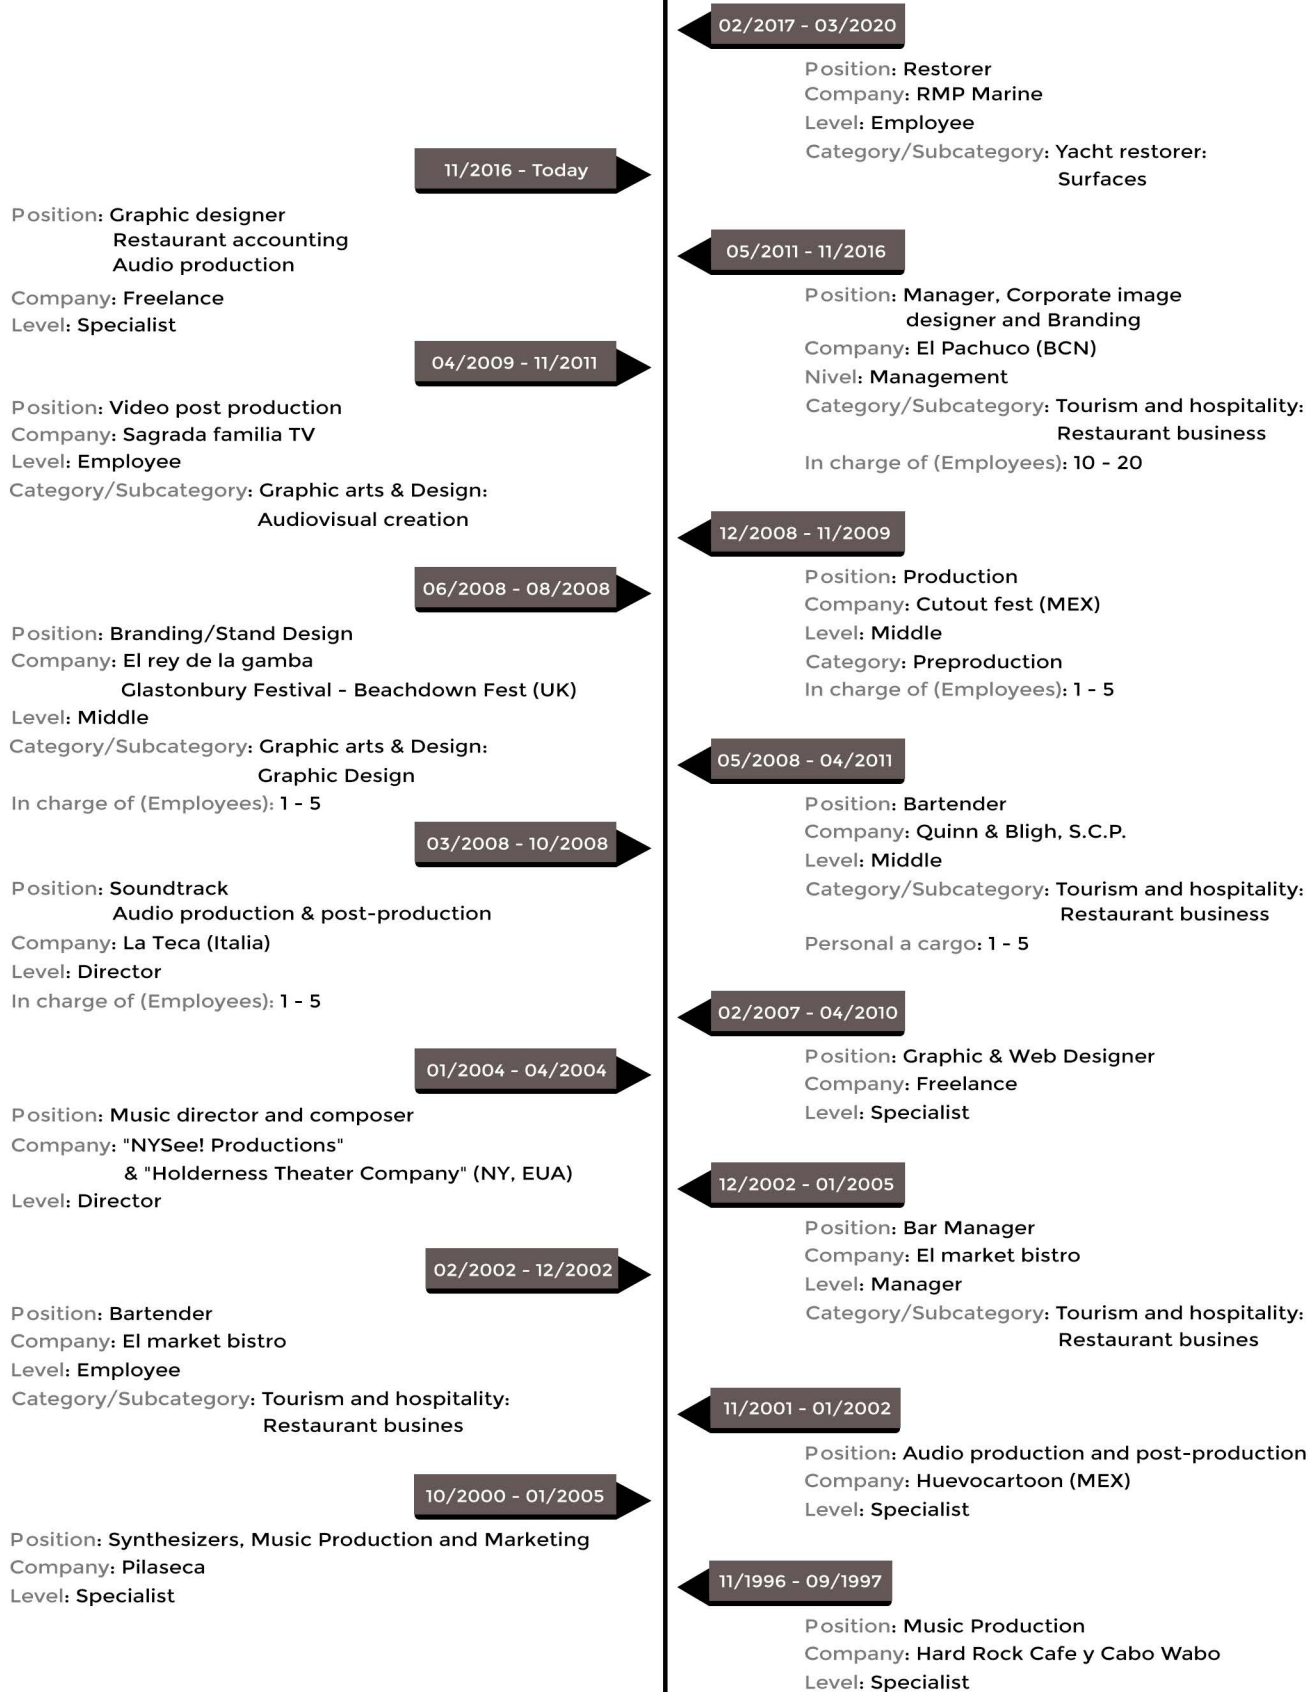 02/2017 - 03/2020
Position: Restorer
Company: RMP Marine
Level: Employee
Category/Subcategory: Yacht restorer:
Surfaces
11/2016 - Today
Position: Graphic designer
Restaurant accounting
Audio production
Company: Freelance
Level: Specialist
05/2011 - 11/2016
Position: Manager, Corporate image
designer and Branding
Company: El Pachuco (BCN)
Nivel: Management
Category/Subcategory: Tourism and hospitality:
Restaurant business
In charge of (Employees): 10 - 20
04/2009 - 11/2011
Position: Video post production
Company: Sagrada familia TV
Level: Employee
Category/Subcategory: Graphic arts & Design:
Audiovisual creation
12/2008 - 11/2009
Position: Production
Company: Cutout fest (MEX)
Level: Middle
Category: Preproduction
In charge of (Employees): 1 - 5
06/2008 - 08/2008
Position: Branding/Stand Design
Company: El rey de la gamba
Glastonbury Festival - Beachdown Fest (UK)
Level: Middle
Category/Subcategory: Graphic arts & Design:
Graphic Design
In charge of (Employees): 1 - 5
05/2008 - 04/2011
Position: Bartender
Company: Quinn & Bligh, S.C.P.
Level: Middle
Category/Subcategory: Tourism and hospitality:
Restaurant business
Personal a cargo: 1 - 5
03/2008 - 10/2008
Position: Soundtrack
Audio production & post-production
Company: La Teca (Italia)
Level: Director
In charge of (Employees): 1 - 5
02/2007 - 04/2010
Position: Graphic & Web Designer
Company: Freelance
Level: Specialist
01/2004 - 04/2004
Position: Music director and composer
Company: "NYSee! Productions"
& "Holderness Theater Company" (NY, EUA)
Level: Director
12/2002 - 01/2005
Position: Bar Manager
Company: El market bistro
Level: Manager
Category/Subcategory: Tourism and hospitality:
Restaurant busines
02/2002 - 12/2002
Position: Bartender
Company: El market bistro
Level: Employee
Category/Subcategory: Tourism and hospitality:
Restaurant busines
11/2001 - 01/2002
Position: Audio production and post-production
Company: Huevocartoon (MEX)
Level: Specialist
10/2000 - 01/2005
Position: Synthesizers, Music Production and Marketing
Company: Pilaseca
Level: Specialist
11/1996 - 09/1997
Position: Music Production
Company: Hard Rock Cafe y Cabo Wabo
Level: Specialist